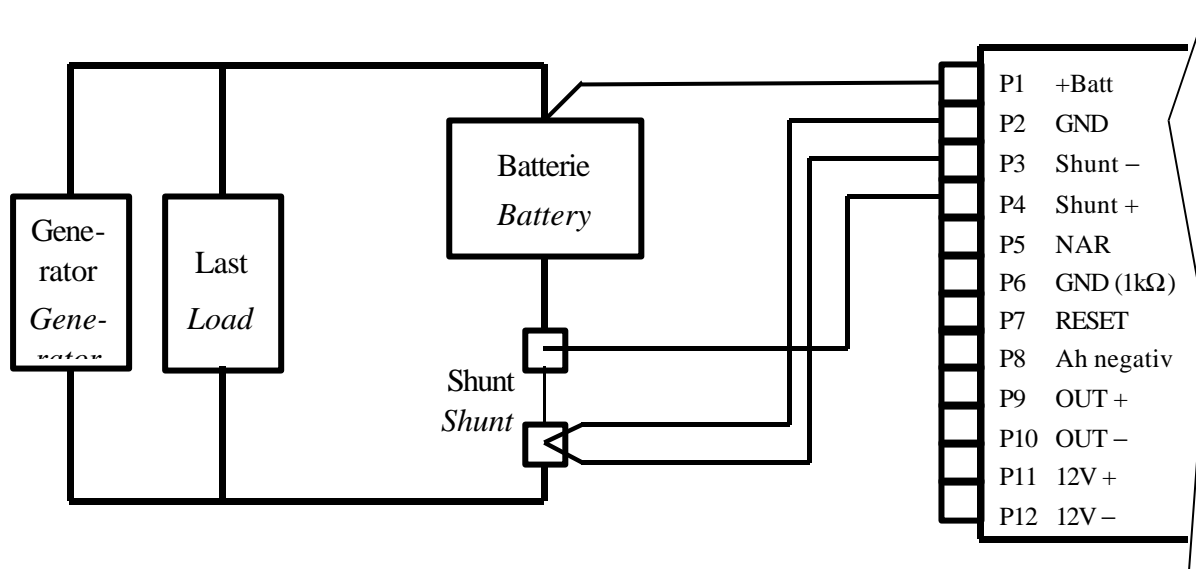 Gene-
rator
Gene-
rator
Last
Load
Batterie
Battery
Shunt
Shunt
P1 +Batt
P2 GND
P3 Shunt −
P4 Shunt +
P5 NAR
P6 GND (1kΩ)
P7 RESET
P8 Ah negativ
P9 OUT +
P10 OUT −
P11 12V +
P12 12V −